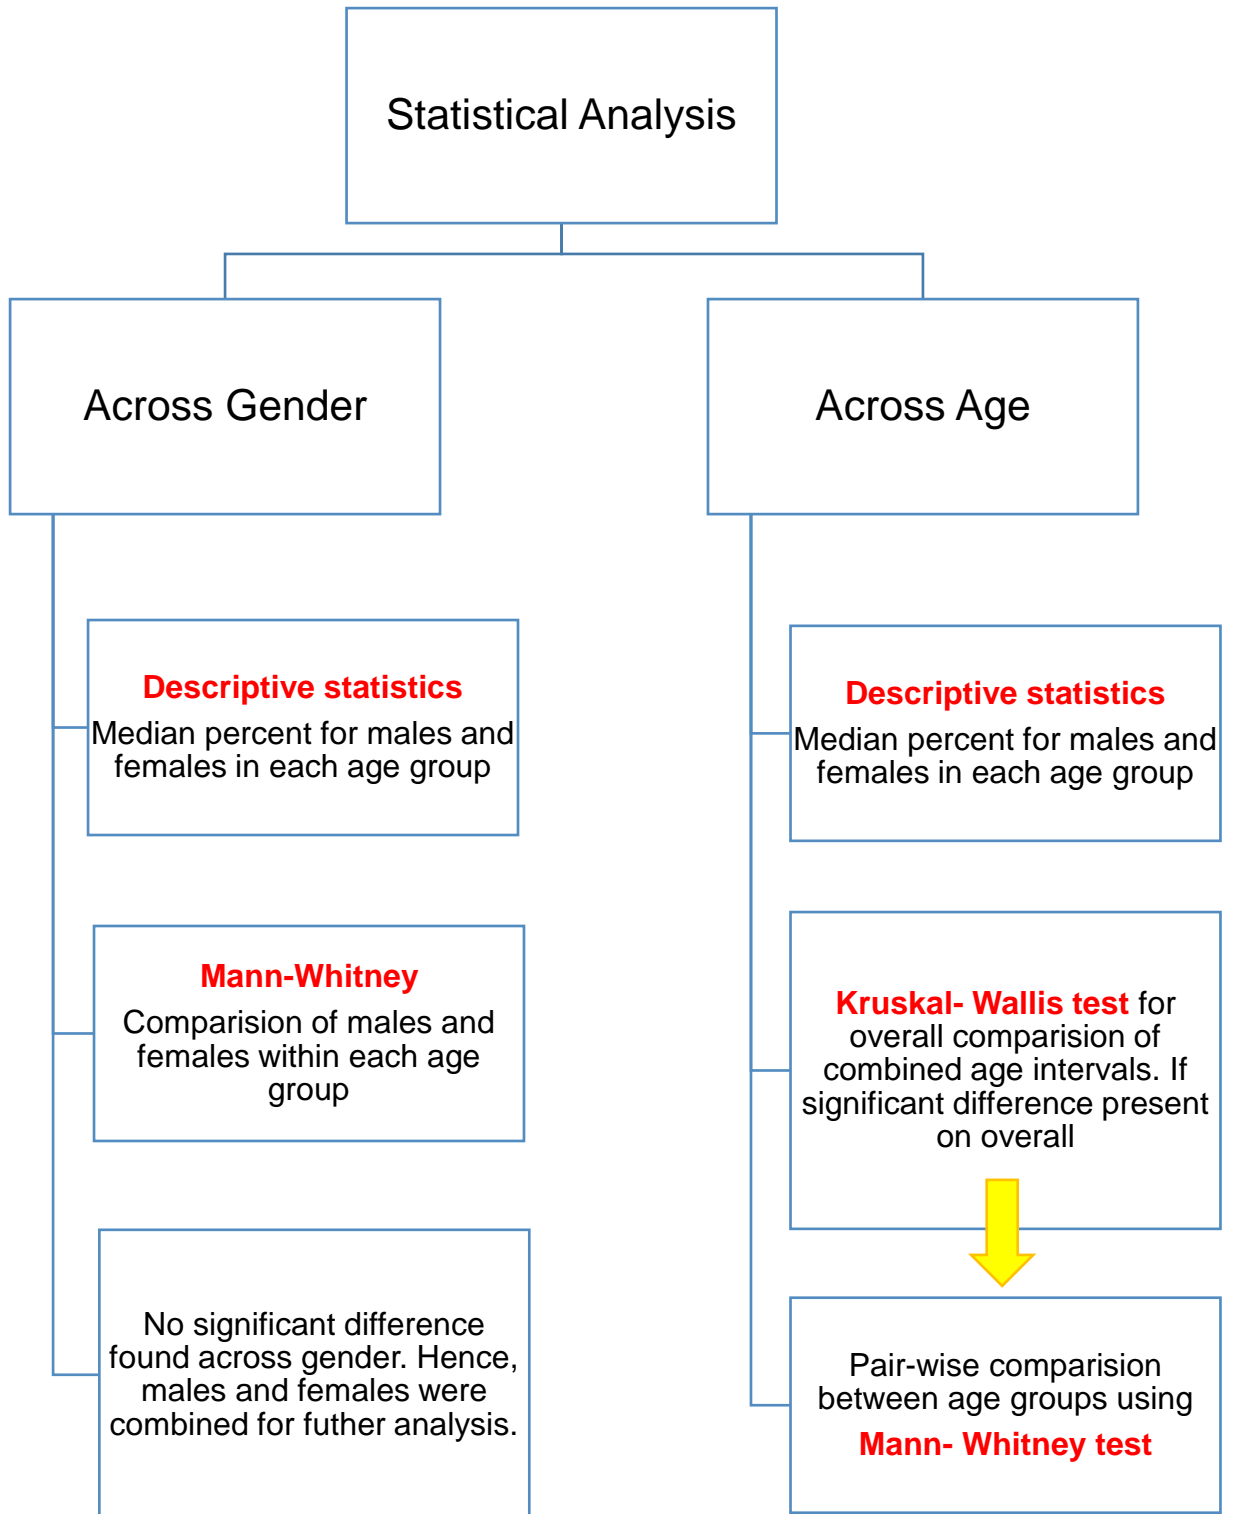 Statistical Analysis
Across Gender
Descriptive statistics
Median percent for males and
females in each age group
Mann-Whitney
Comparision of males and
females within each age
group
No significant difference
found across gender. Hence,
males and females were
combined for futher analysis.
Across Age
Descriptive statistics
Median percent for males and
females in each age group
Kruskal- Wallis test for
overall comparision of
combined age intervals. If
significant difference present
on overall
Pair-wise comparision
between age groups using
Mann- Whitney test